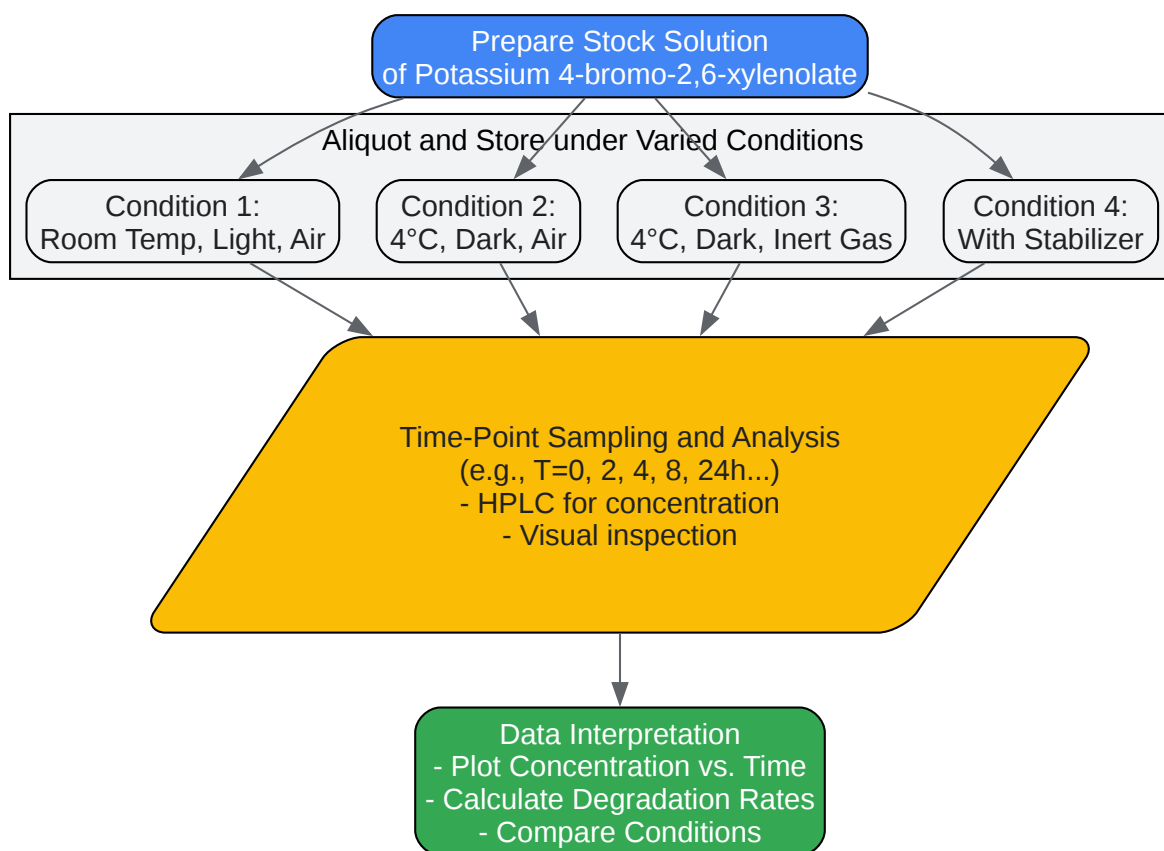 Prepare Stock Solution
of Potassium 4-bromo-2,6-xylenolate
Aliquot and Store under Varied Conditions
Condition 1:
Room Temp, Light, Air
Condition 2:
4°C, Dark, Air
Condition 3:
4°C, Dark, Inert Gas
Condition 4:
With Stabilizer
Time-Point Sampling and Analysis
(e.g., T=0, 2, 4, 8, 24h...)
- HPLC for concentration
- Visual inspection
Data Interpretation
- Plot Concentration vs. Time
- Calculate Degradation Rates
- Compare Conditions